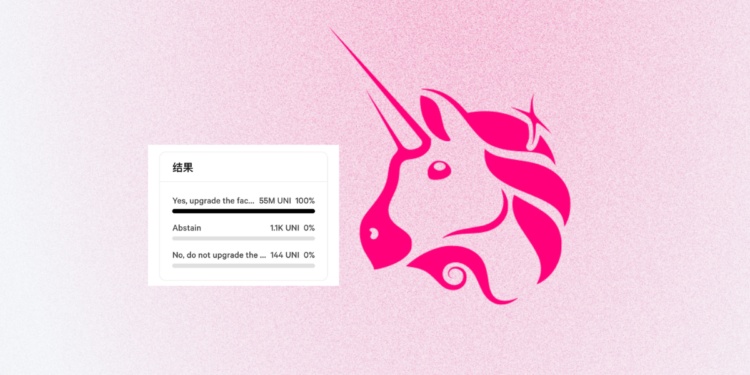 结果
Yes, upgrade the fac... 55M UNI 100%
Abstain 1.1K UNI 0%
No, do not upgrade the ... 144 UNI 0%